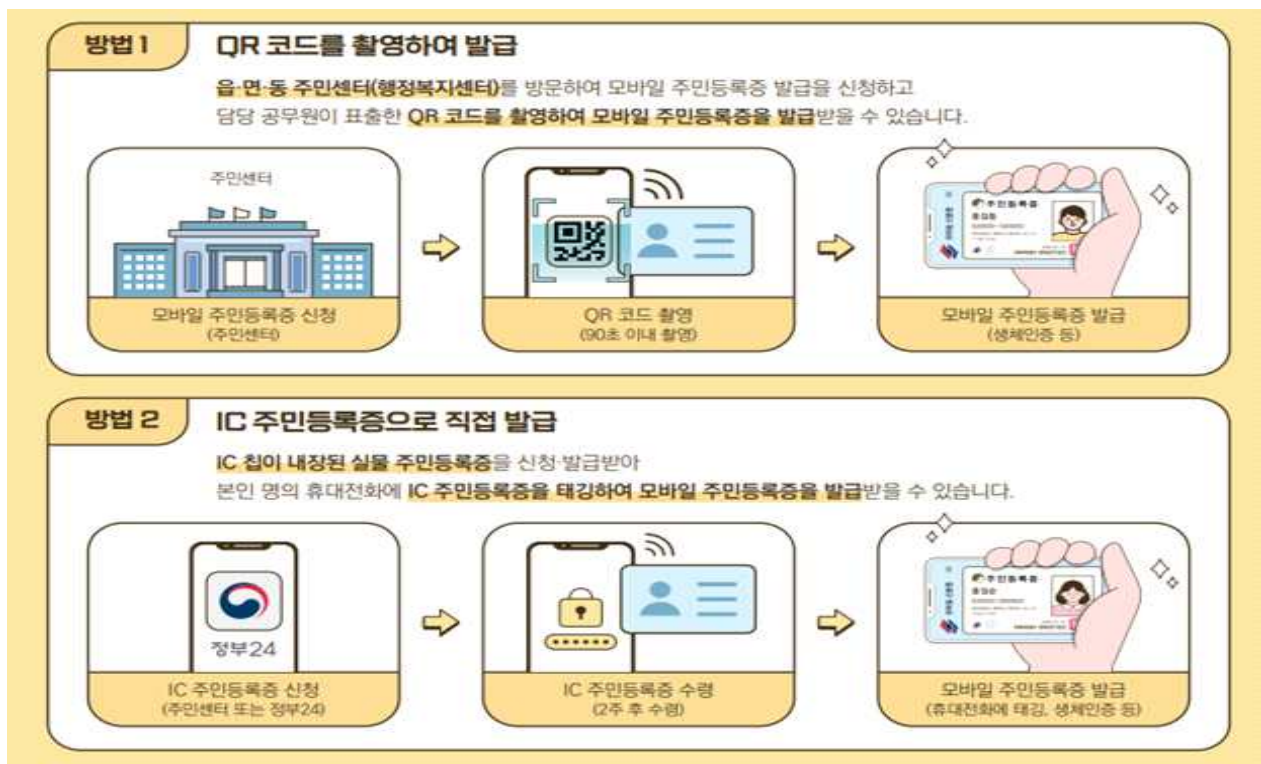 방법 1
QR 코드를 촬영하여 발급
읍·면·동 주민센터(행정복지센터)를 방문하여 모바일 주민등록증 발급을 신청하고
담당 공무원이 표출한 QR 코드를 촬영하여 모바일 주민등록증을 발급받을 수 있습니다.
주민센터
주민등록증
모바일 주민등록증 신청
(주민센터)
QR 코드 촬영
(90초 이내 촬영)
모바일 주민등록증 발급
(생체인증 등)
방법 2
IC 주민등록증으로 직접 발급
IC 칩이 내장된 실물 주민등록증을 신청·발급받아
본인 명의 휴대전화에 IC 주민등록증을 태깅하여 모바일 주민등록증을 발급받을 수 있습니다.
정부24
주민등록증
IC 주민등록증 신청
(주민센터 또는 정부24)
IC 주민등록증 수령
(2주 후 수령)
모바일 주민등록증 발급
(휴대전화에 태깅, 생체인증 등)